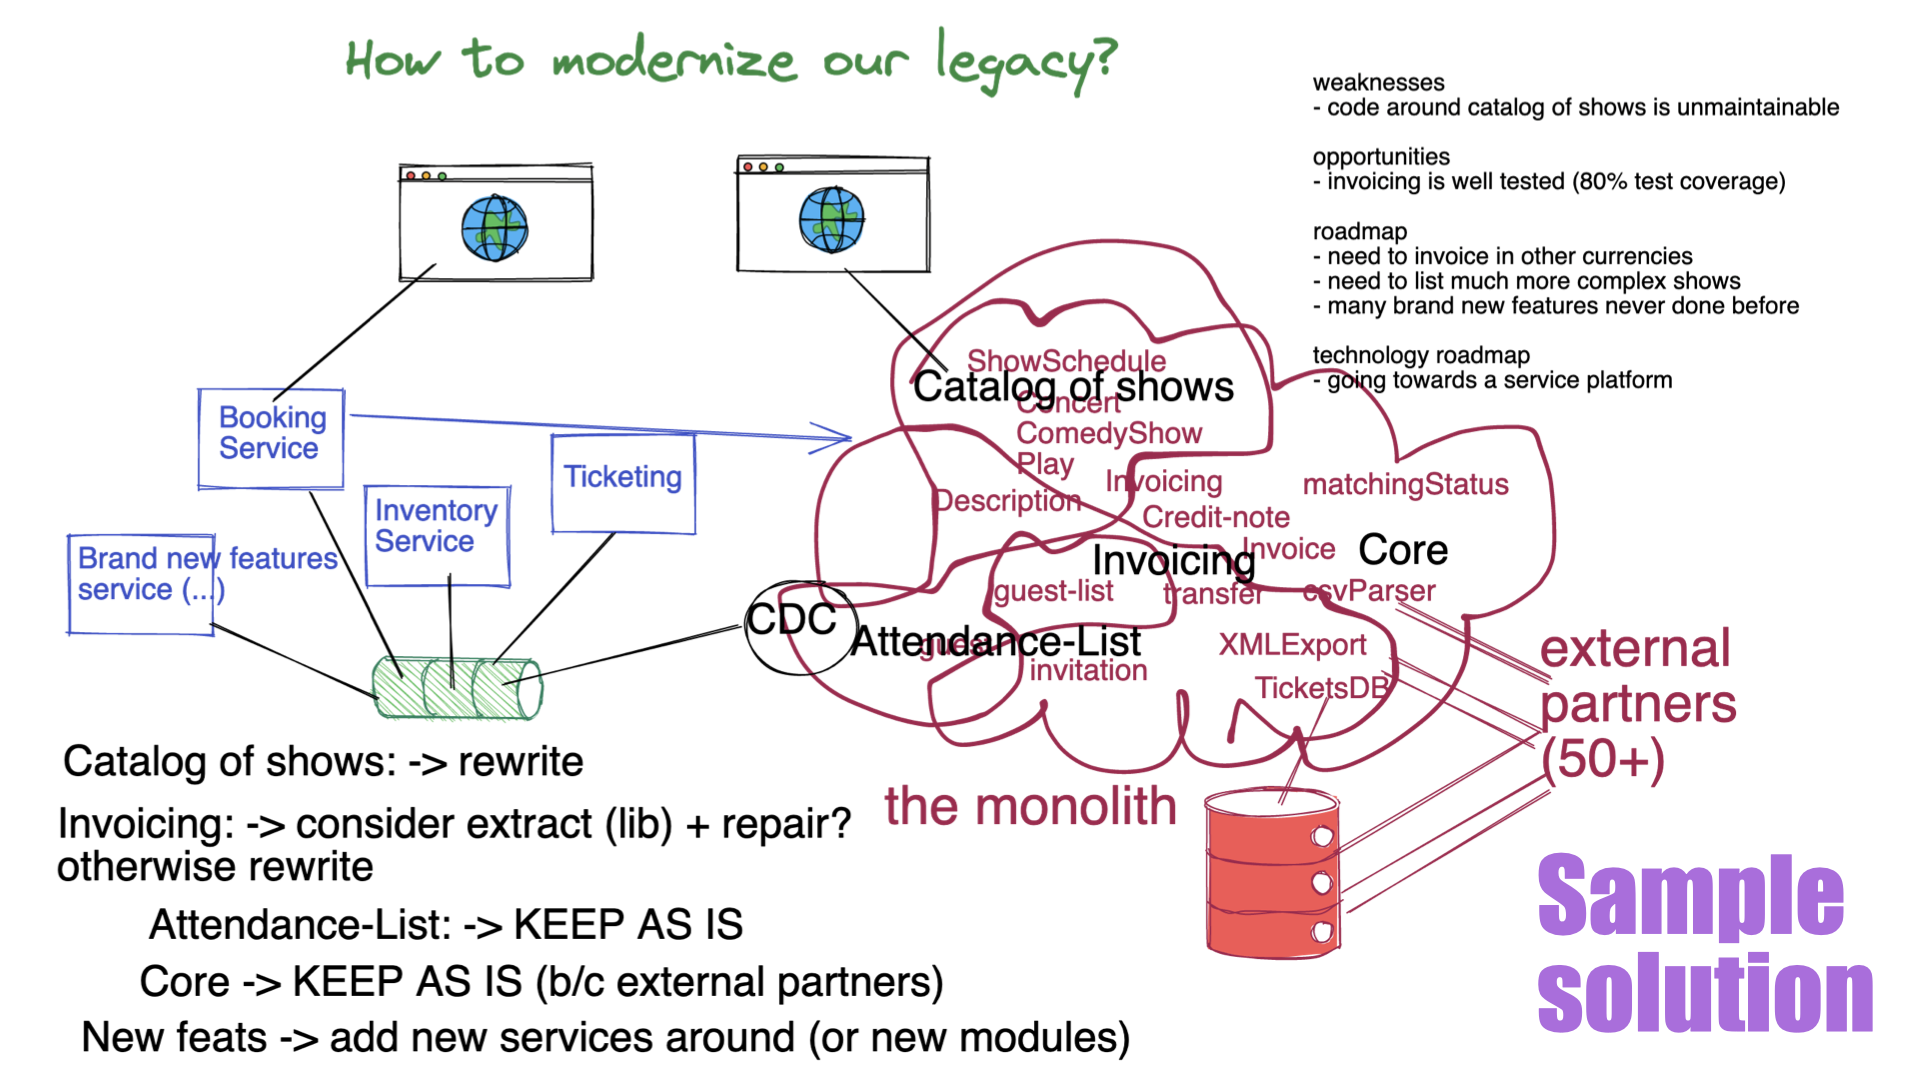 How to modernize our legacy?
weaknesses
- code around catalog of shows is unmaintainable
opportunities
- invoicing is well tested (80% test coverage)
roadmap
- need to invoice in other currencies
- need to list much more complex shows
- many brand new features never done before
technology roadmap
- going towards a service platform
Booking
Service
Ticketing
Inventory
Service
Brand new features
service (...)
CDC
ShowSchedule
Catalog of shows
Concert
ComedyShow
Play
Description
Invoicing
Credit-note
Invoice
matchingStatus
Core
Invoicing
guest-list
transfer
csvParser
Attendance-List
guest
invitation
XMLExport
TicketsDB
external
partners
(50+)
the monolith
Catalog of shows: -> rewrite
Invoicing: -> consider extract (lib) + repair?
otherwise rewrite
Attendance-List: -> KEEP AS IS
Core -> KEEP AS IS (b/c external partners)
New feats -> add new services around (or new modules)
Sample
solution